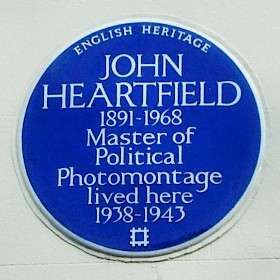 ENGLISH HERITAGE
JOHN
HEARTFIELD
1891-1968
Master of
Political
Photomontage
lived here
1938-1943